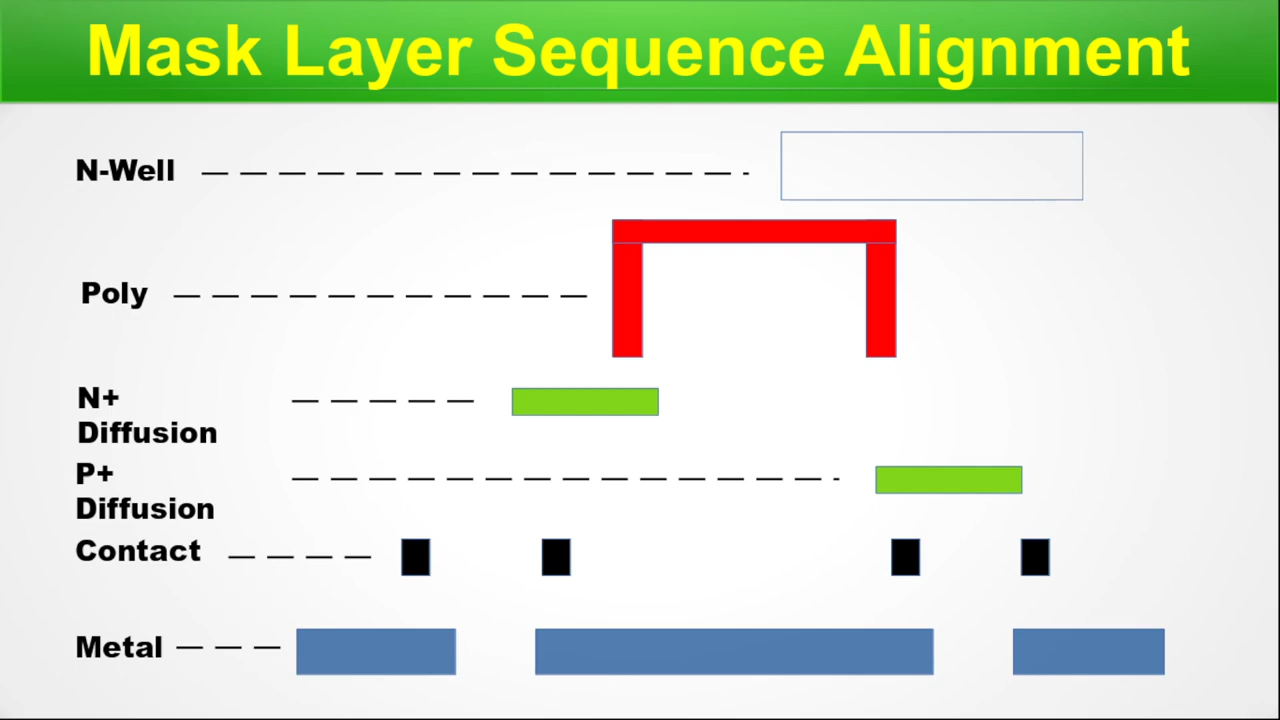 Mask Layer Sequence Alignment
N-Well
Poly
N+
Diffusion
P+
Diffusion
Contact
Metal